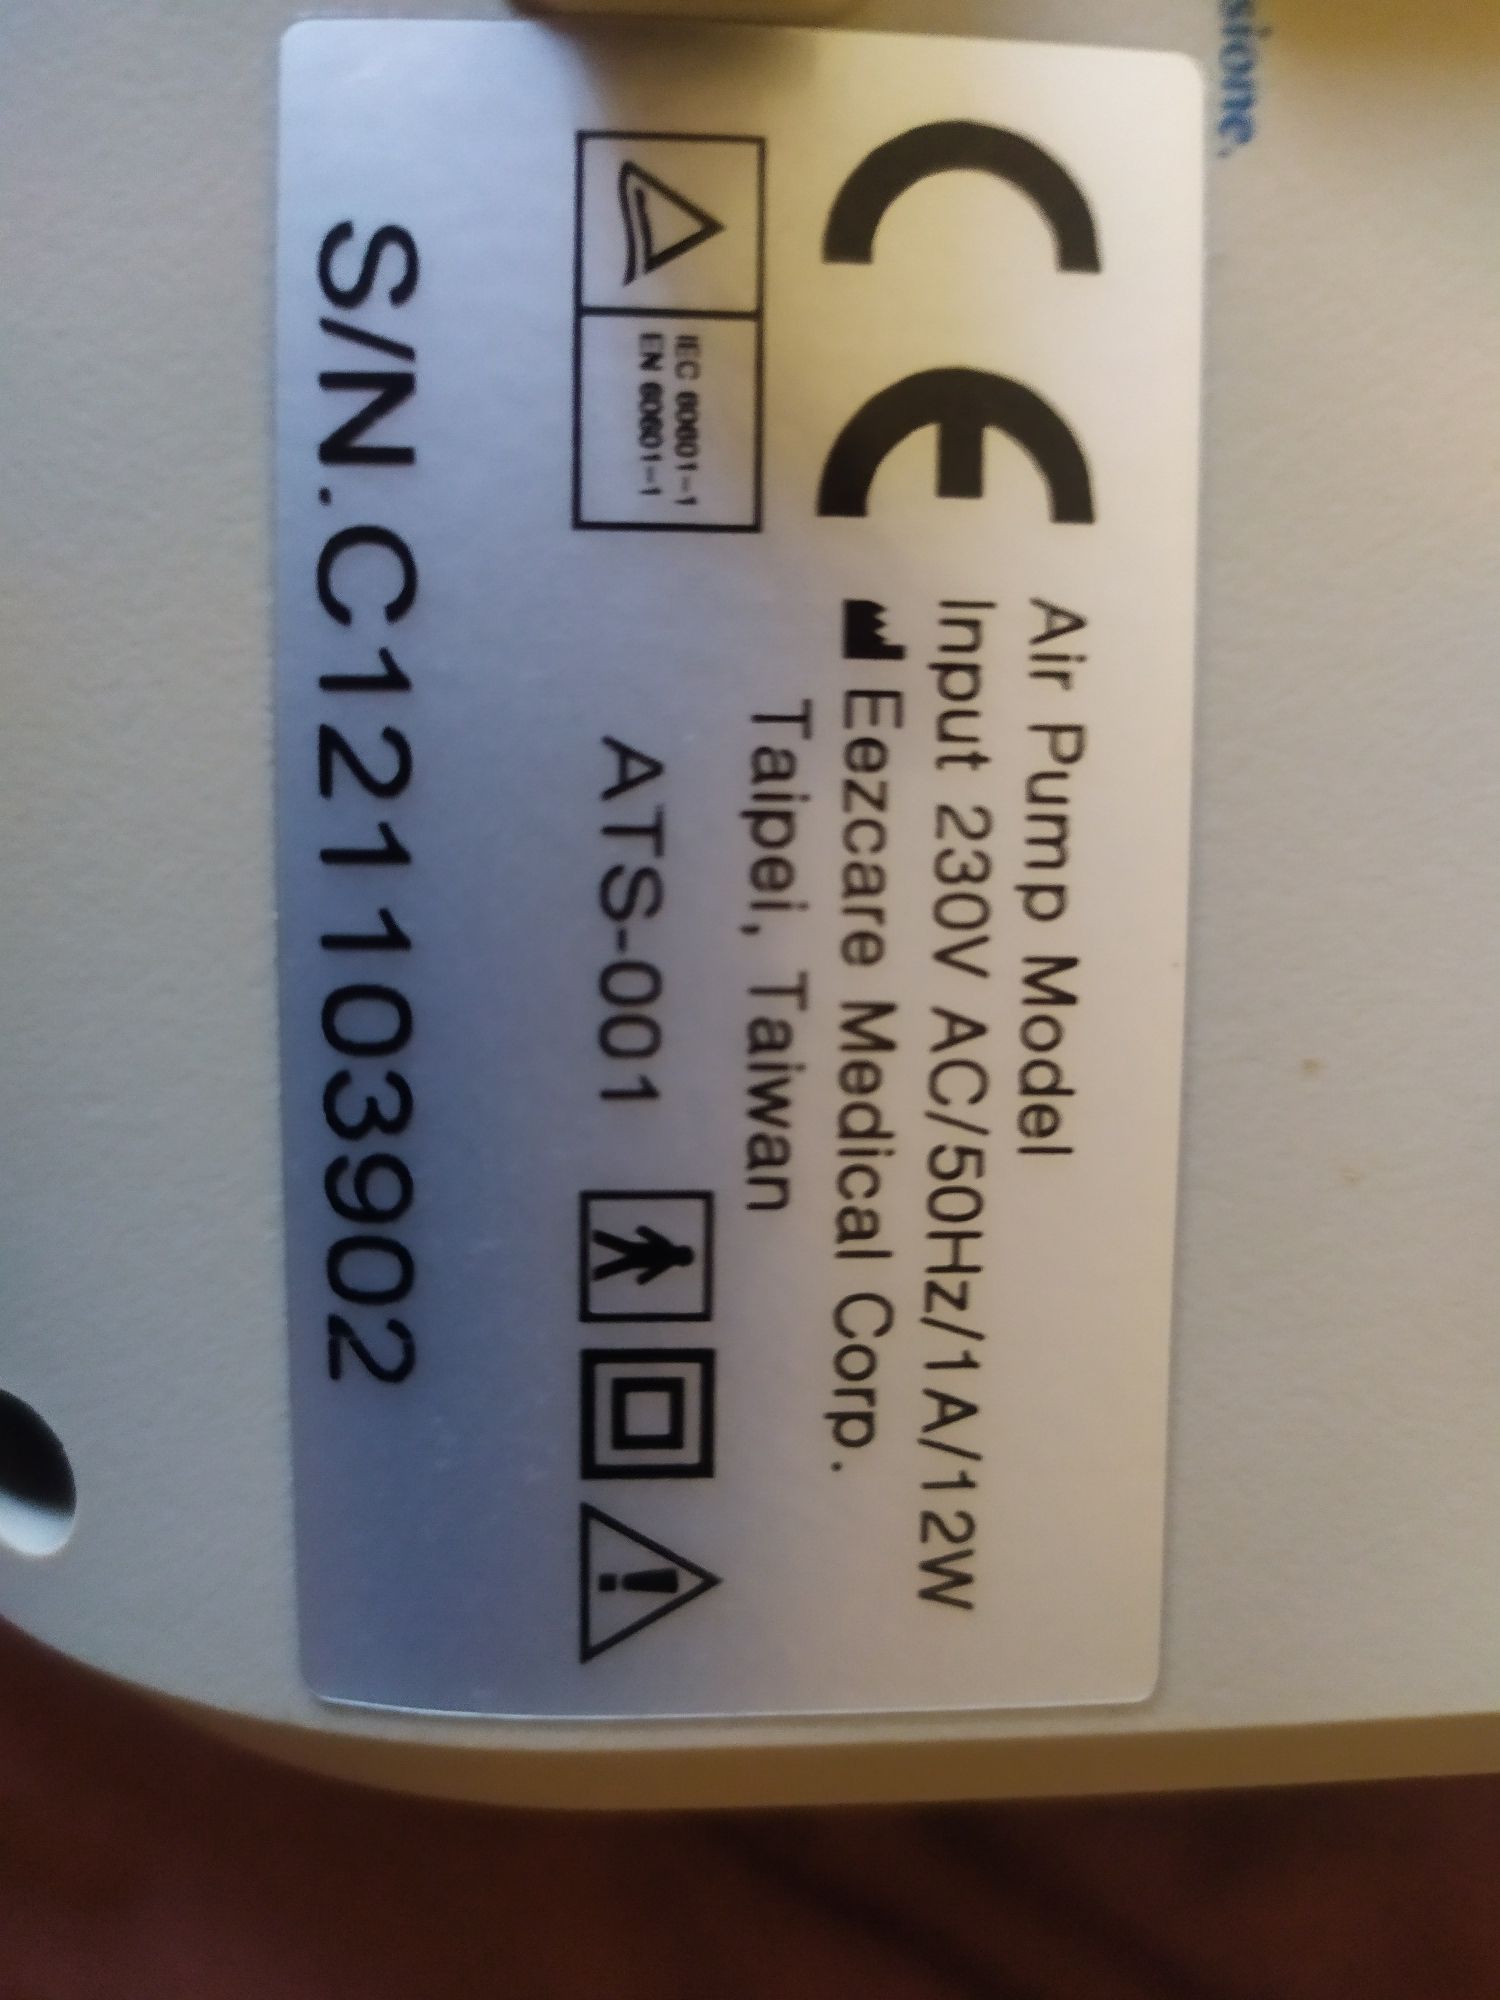 CE
Air Pump Model
Input 230V AC/50Hz/1A/12W
Eezcare Medical Corp.
Taipei, Taiwan
IEC 60601-1
EN 60601-1
ATS-001
S/N.C121103902